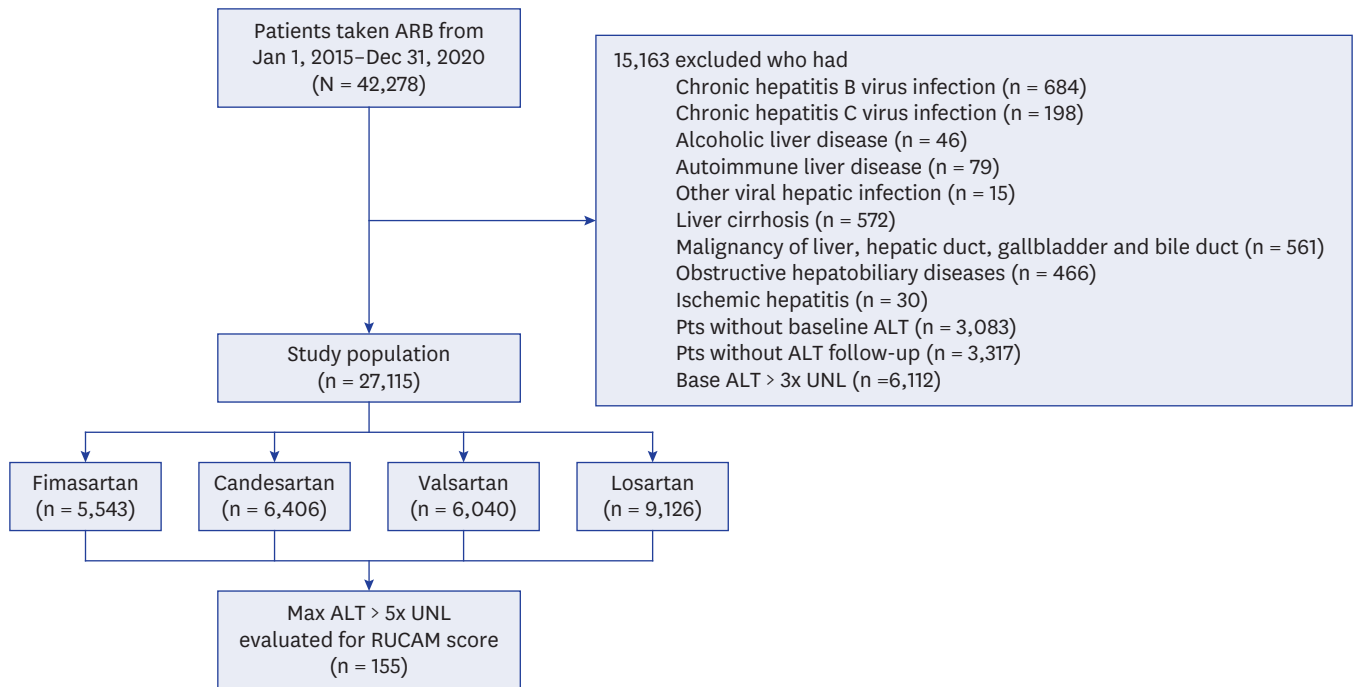 Patients taken ARB from
Jan 1, 2015–Dec 31, 2020
(N = 42,278)
15,163 excluded who had
Chronic hepatitis B virus infection (n = 684)
Chronic hepatitis C virus infection (n = 198)
Alcoholic liver disease (n = 46)
Autoimmune liver disease (n = 79)
Other viral hepatic infection (n = 15)
Liver cirrhosis (n = 572)
Malignancy of liver, hepatic duct, gallbladder and bile duct (n = 561)
Obstructive hepatobiliary diseases (n = 466)
Ischemic hepatitis (n = 30)
Pts without baseline ALT (n = 3,083)
Pts without ALT follow-up (n = 3,317)
Base ALT > 3x UNL (n =6,112)
Study population
(n = 27,115)
Fimasartan
(n = 5,543)
Candesartan
(n = 6,406)
Valsartan
(n = 6,040)
Losartan
(n = 9,126)
Max ALT > 5x UNL
evaluated for RUCAM score
(n = 155)